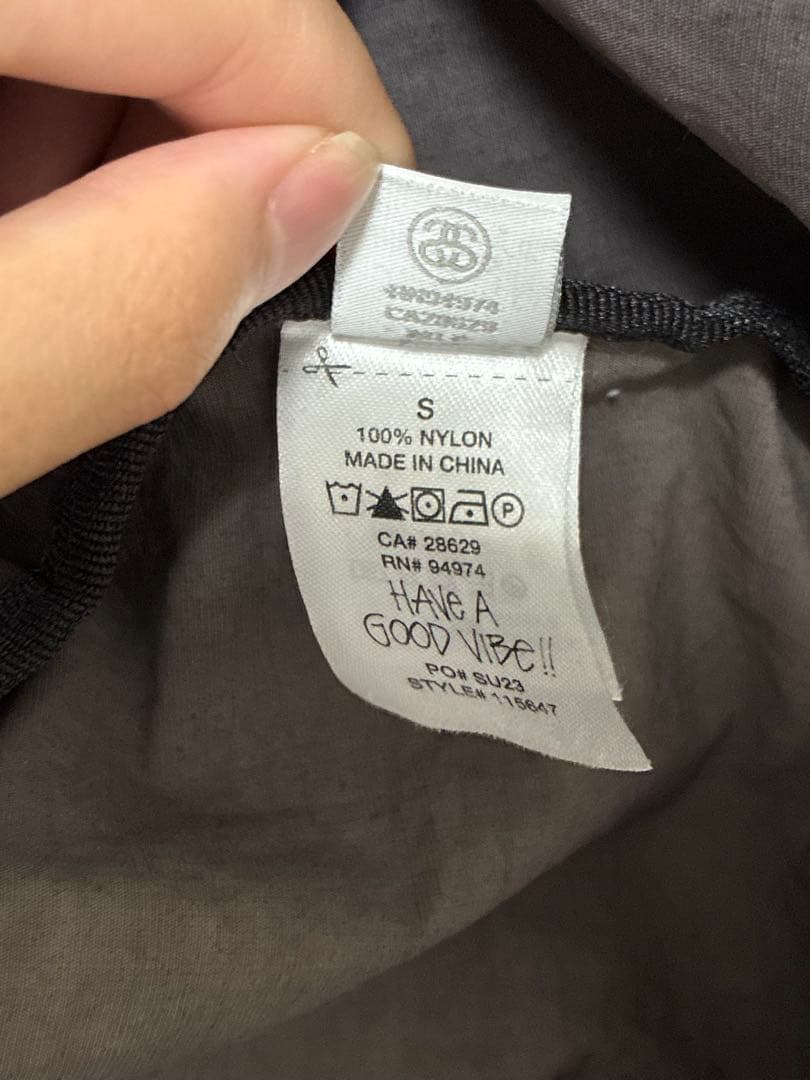 S
100% NYLON
MADE IN CHINA
P
CA# 28629
RN# 94974
HAVE A
GOOD VIBE!!
PO# SU23
STYLE# 115647